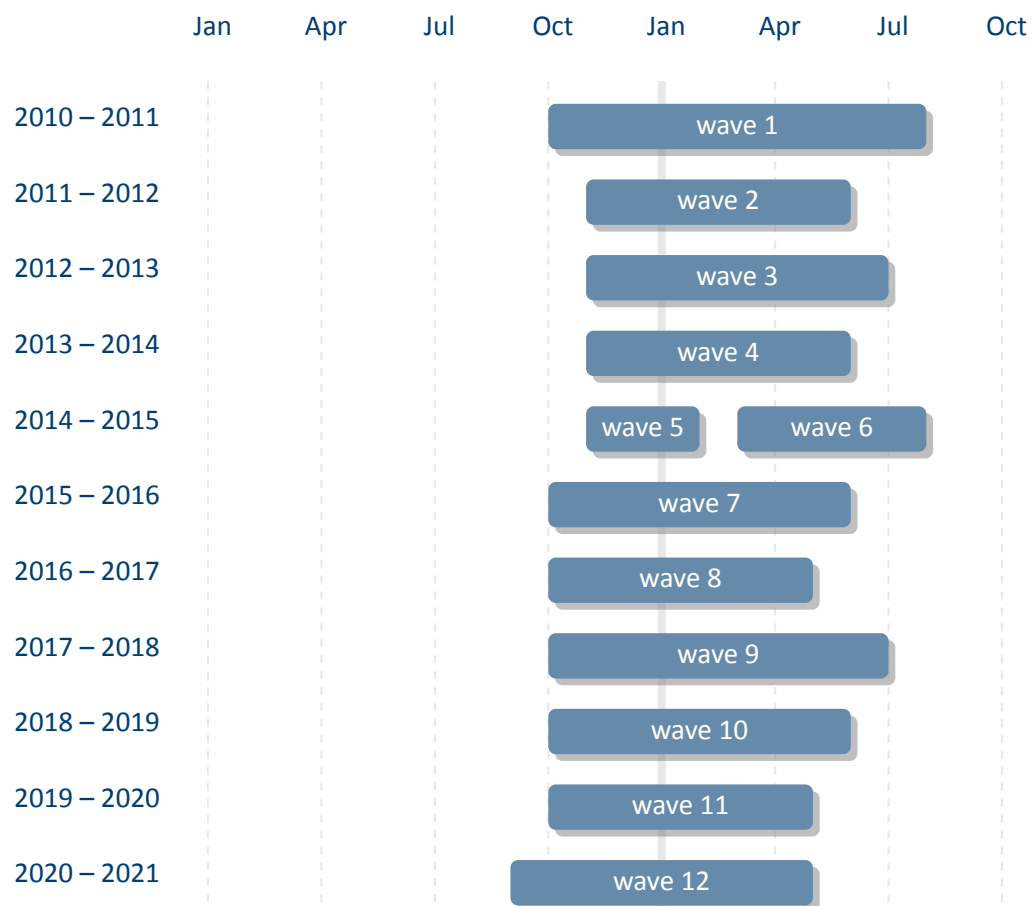 Jan Apr Jul Oct Jan Apr Jul Oct
2010 – 2011 wave 1
2011 – 2012 wave 2
2012 – 2013 wave 3
2013 – 2014 wave 4
2014 – 2015 wave 5 wave 6
2015 – 2016 wave 7
2016 – 2017 wave 8
2017 – 2018 wave 9
2018 – 2019 wave 10
2019 – 2020 wave 11
2020 – 2021 wave 12